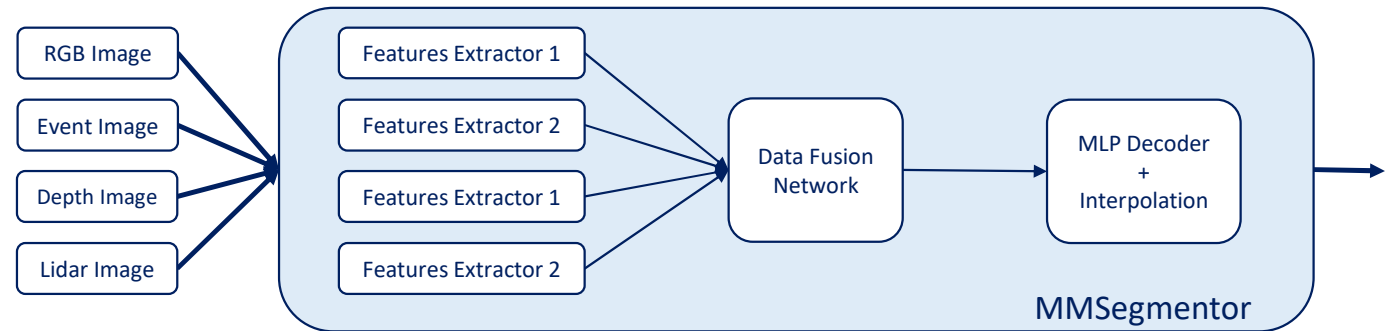 RGB Image
Event Image
Depth Image
Lidar Image
Features Extractor 1
Features Extractor 2
Features Extractor 1
Features Extractor 2
Data Fusion
Network
MLP Decoder
+
Interpolation
MMSegmentor